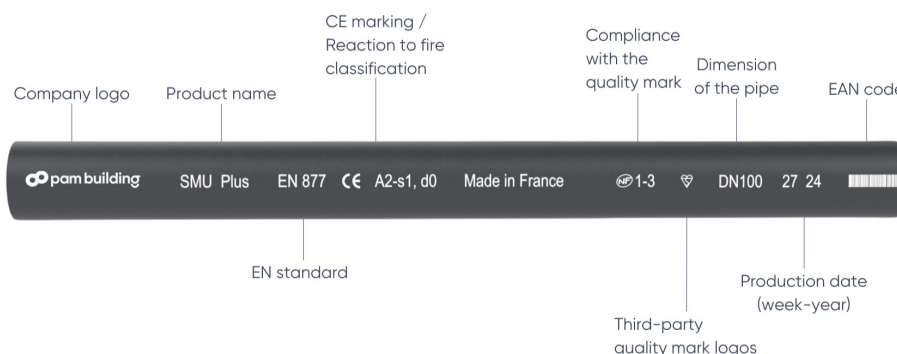 CE marking /
Reaction to fire
classification
Compliance
with the
quality mark
Dimension
of the pipe
Company logo
Product name
EAN code
pam building SMU Plus EN 877 CE A2-s1, d0 Made in France NF 1-3 DN100 27 24
EN standard
Production date
(week-year)
Third-party
quality mark logos